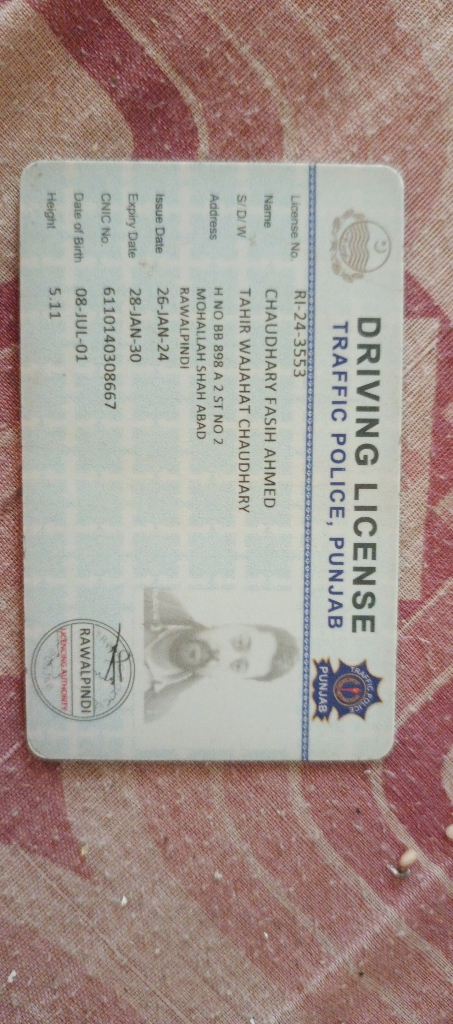 DRIVING LICENSE
TRAFFIC POLICE, PUNJAB
TRAFFIC POLICE
PUNJAB
License No. RI-24-3553
Name CHAUDHARY FASIH AHMED
S/ D/ W TAHIR WAJAHAT CHAUDHARY
Address H NO BB 898 A 2 ST NO 2
MOHALLAH SHAH ABAD
RAWALPINDI
Issue Date 26-JAN-24
Expiry Date 28-JAN-30
CNIC No. 6110140308667
Date of Birth 08-JUL-01
Height 5.11
RAWALPINDI
LICENCING AUTHORITY